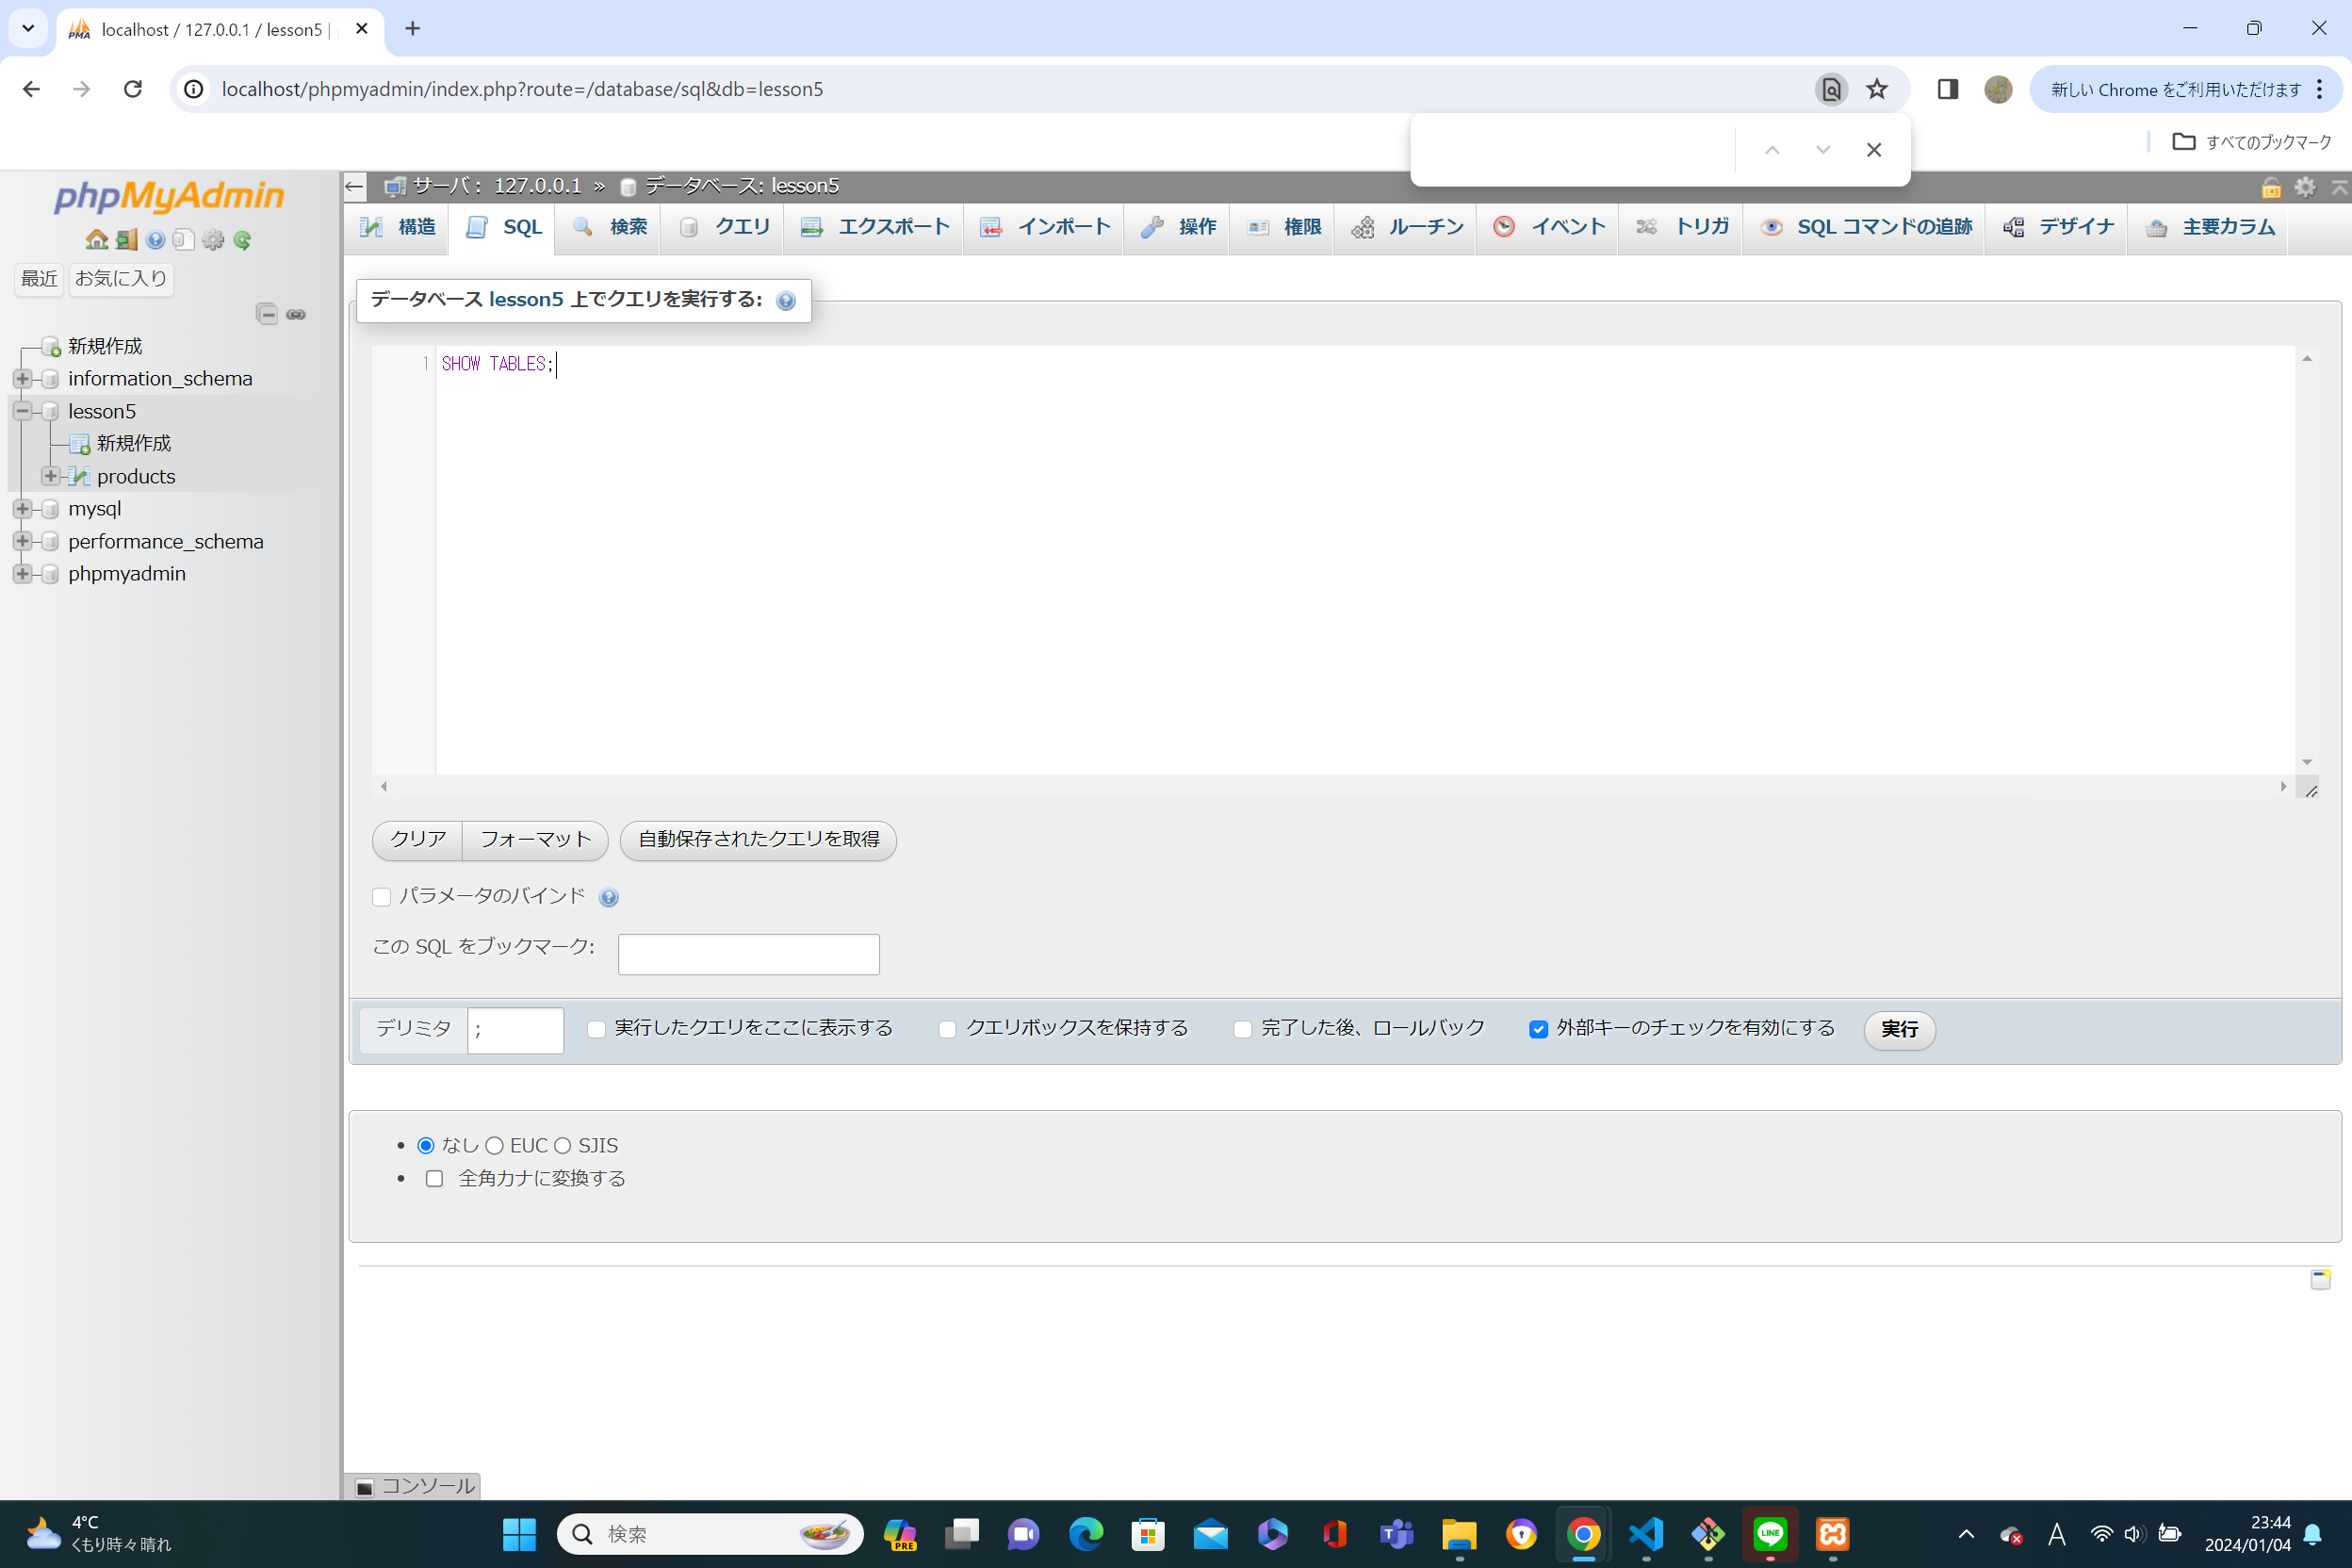 localhost / 127.0.0.1 / lesson5 |
localhost/phpmyadmin/index.php?route=/database/sql&db=lesson5
新しい Chrome をご利用いただけます
すべてのブックマーク
phpMyAdmin
最近 お気に入り
新規作成
information_schema
lesson5
新規作成
products
mysql
performance_schema
phpmyadmin
サーバ: 127.0.0.1 » データベース: lesson5
構造 SQL 検索 クエリ エクスポート インポート 操作 権限 ルーチン イベント トリガ SQL コマンドの追跡 デザイナ 主要カラム
データベース lesson5 上でクエリを実行する:
1 SHOW TABLES;
クリア フォーマット 自動保存されたクエリを取得
パラメータのバインド
この SQL をブックマーク:
デリミタ ; 実行したクエリをここに表示する クエリボックスを保持する 完了した後、ロールバック 外部キーのチェックを有効にする 実行
なし EUC SJIS
全角カナに変換する
コンソール
4°C
くもり時々晴れ
検索
PRE
LINE
A
23:44
2024/01/04